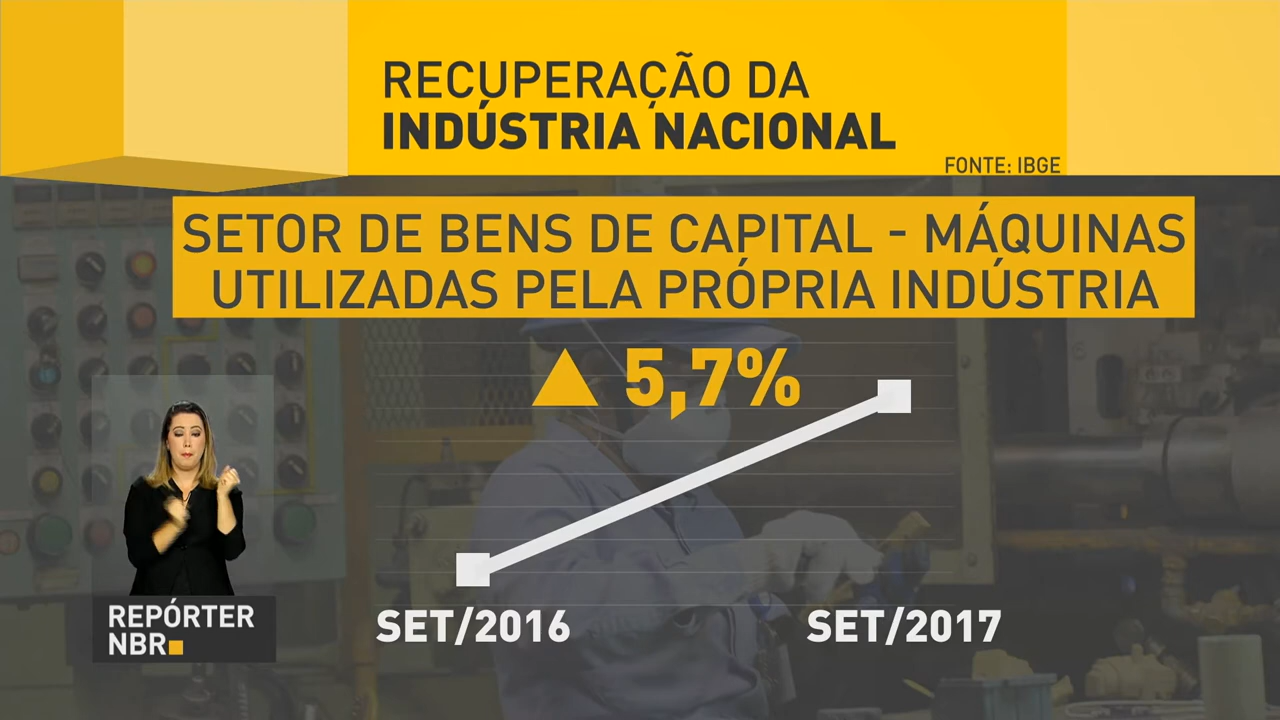 RECUPERAÇÃO DA
INDÚSTRIA NACIONAL
FONTE: IBGE
SETOR DE BENS DE CAPITAL - MÁQUINAS
UTILIZADAS PELA PRÓPRIA INDÚSTRIA
5,7%
SET/2016
SET/2017
REPÓRTER
NBR